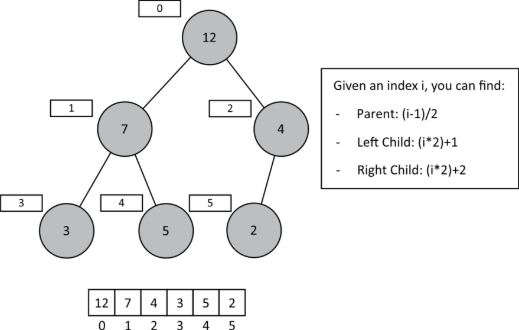 0
12
1
2
7
4
3
4
5
3
5
2
Given an index i, you can find:
- Parent: (i-1)/2
- Left Child: (i*2)+1
- Right Child: (i*2)+2
12 7 4 3 5 2
0 1 2 3 4 5